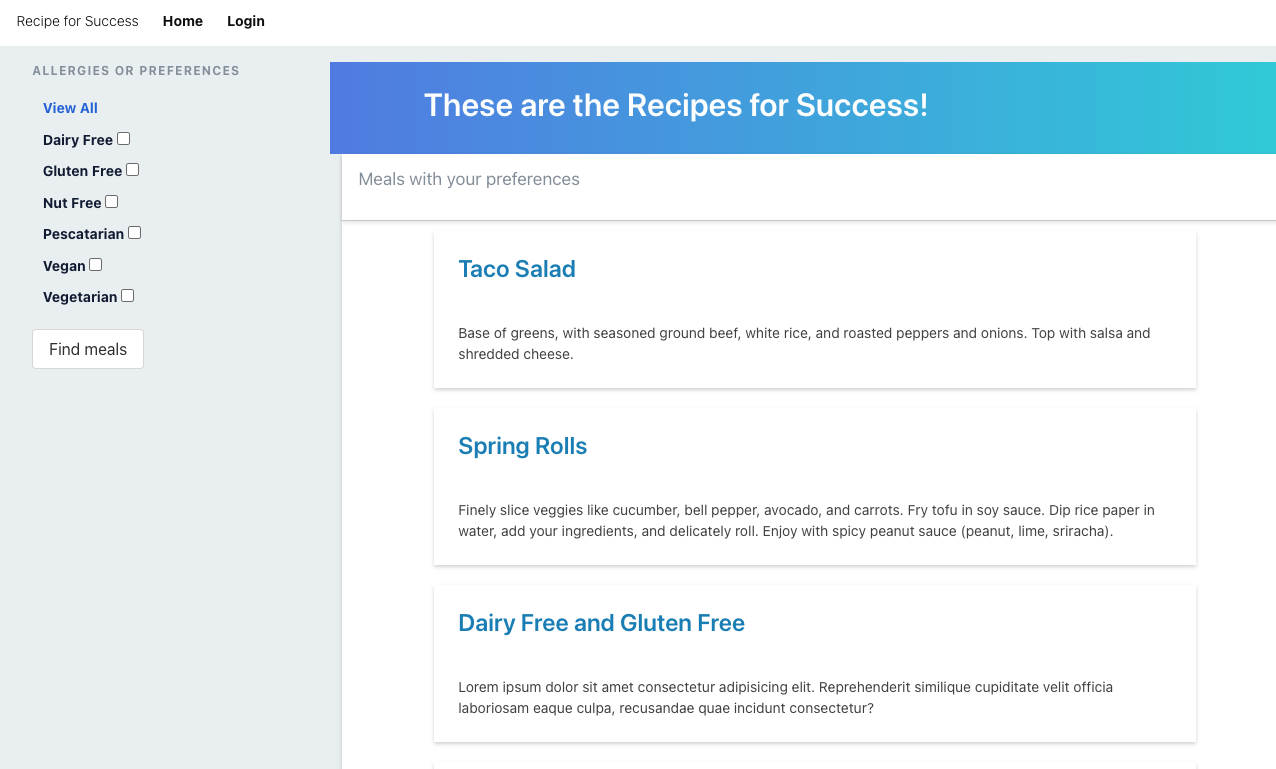 Recipe for Success Home Login
ALLERGIES OR PREFERENCES
View All
Dairy Free
Gluten Free
Nut Free
Pescatarian
Vegan
Vegetarian
Find meals
These are the Recipes for Success!
Meals with your preferences
Taco Salad
Base of greens, with seasoned ground beef, white rice, and roasted peppers and onions. Top with salsa and
shredded cheese.
Spring Rolls
Finely slice veggies like cucumber, bell pepper, avocado, and carrots. Fry tofu in soy sauce. Dip rice paper in
water, add your ingredients, and delicately roll. Enjoy with spicy peanut sauce (peanut, lime, sriracha).
Dairy Free and Gluten Free
Lorem ipsum dolor sit amet consectetur adipisicing elit. Reprehenderit similique cupiditate velit officia
laboriosam eaque culpa, recusandae quae incidunt consectetur?